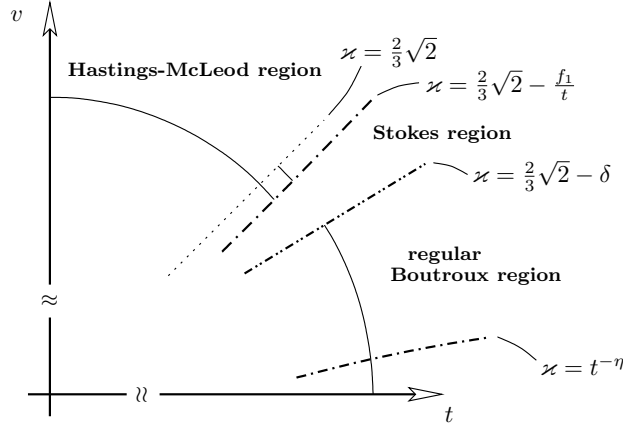 v
Hastings-McLeod region
ϰ = 2/3 √2
ϰ = 2/3 √2 − f₁/t
Stokes region
ϰ = 2/3 √2 − δ
regular
Boutroux region
≈
ϰ = t^{−η}
≈
t